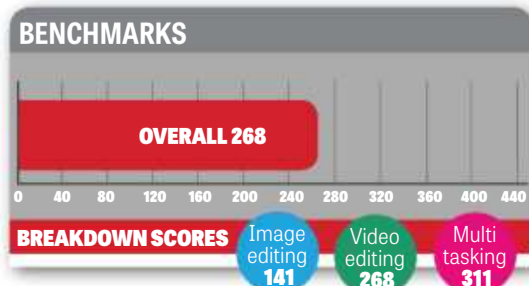 BENCHMARKS
OVERALL 268
0 40 80 120 160 200 240 280 320 360 400 440
BREAKDOWN SCORES
Image
editing
141
Video
editing
268
Multi
tasking
311